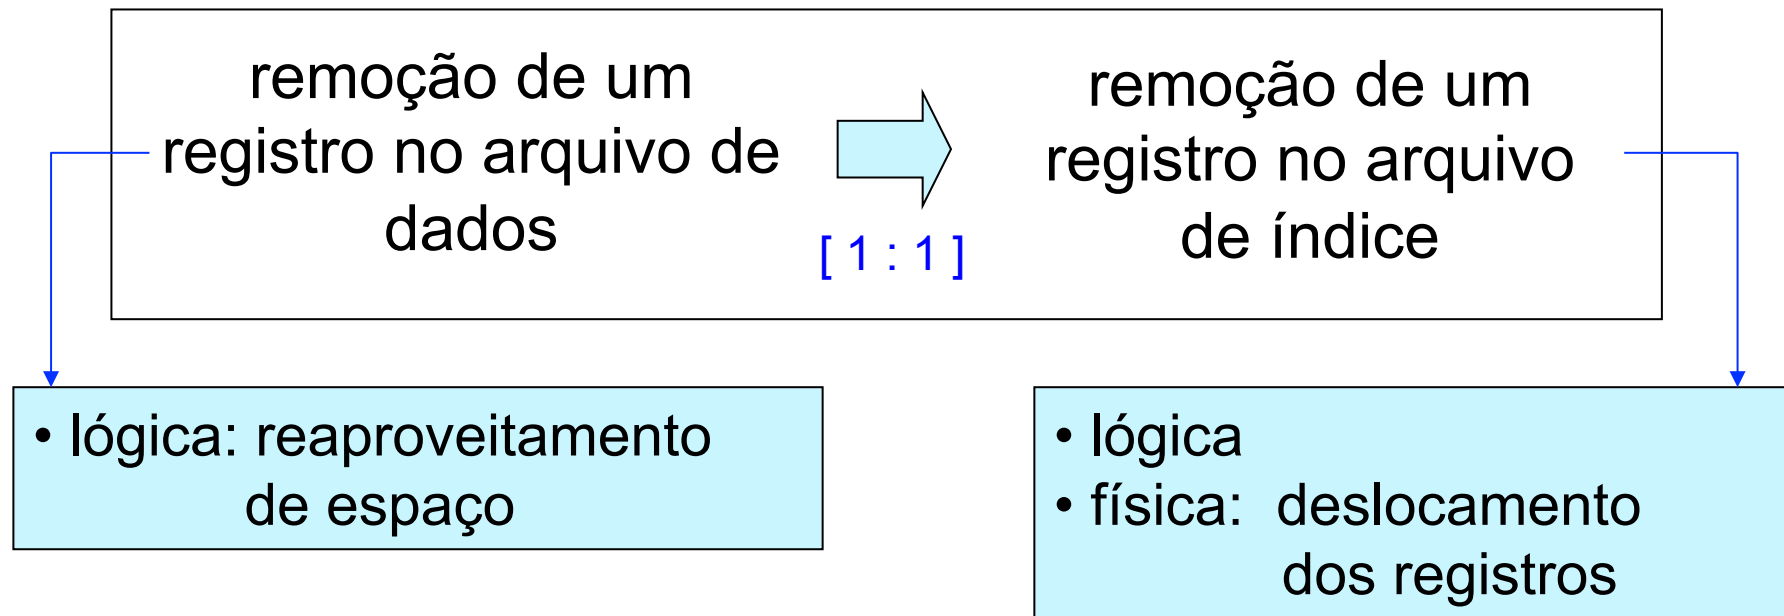 remoção de um
registro no arquivo de
dados
[ 1 : 1 ]
remoção de um
registro no arquivo
de índice
• lógica: reaproveitamento
de espaço
• lógica
• física: deslocamento
dos registros